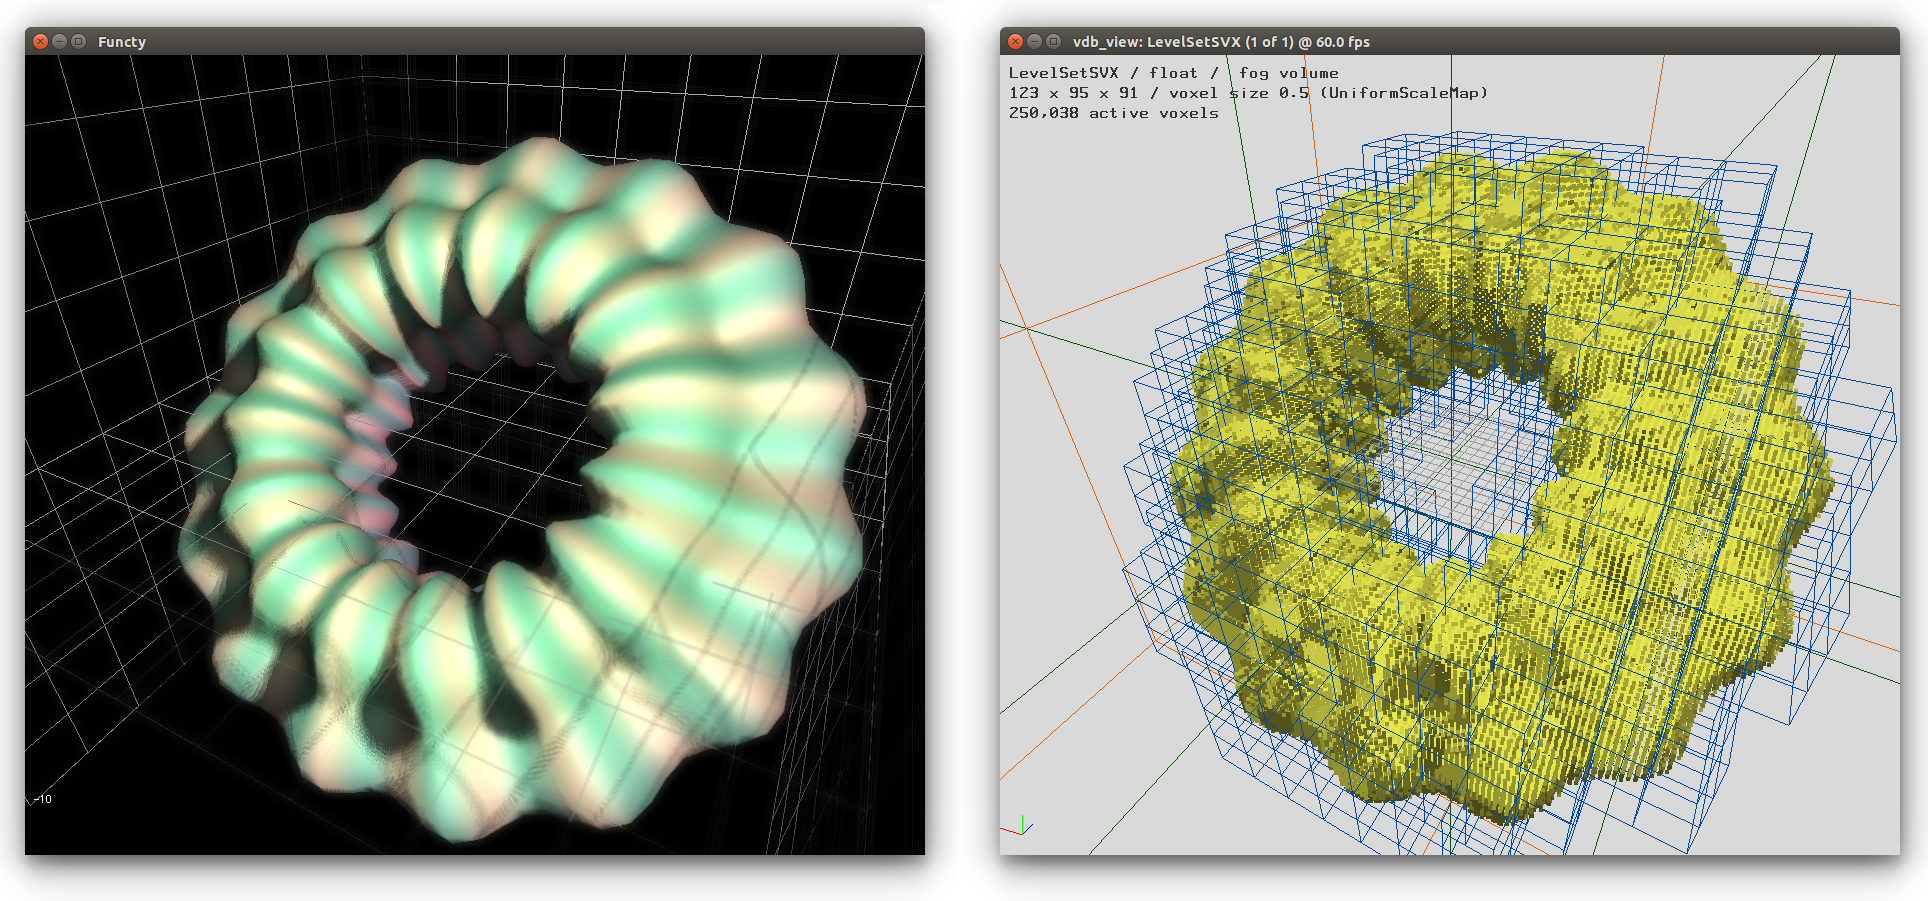 Functy
-10
vdb_view: LevelSetSVX (1 of 1) @ 60.0 fps
LevelSetSVX / float / fog volume
123 x 95 x 91 / voxel size 0.5 (UniformScaleMap)
250,038 active voxels